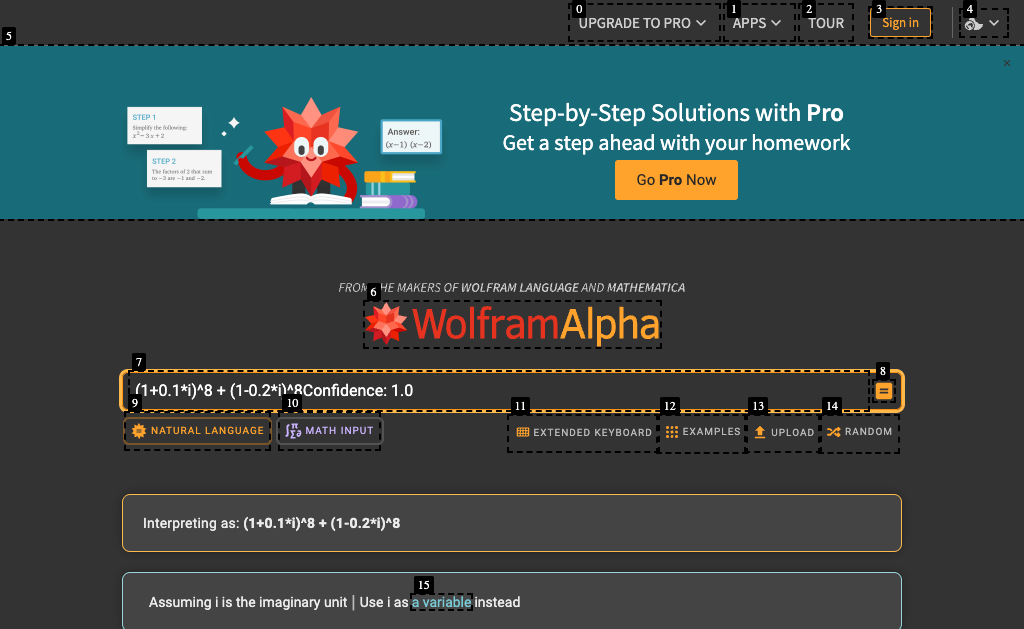 0 UPGRADE TO PRO 1 APPS 2 TOUR 3 Sign in 4
5
×
STEP 1
Simplify the following:
x² − 3 x + 2
STEP 2
The factors of 2 that sum
to −3 are −1 and −2.
Answer:
(x−1) (x−2)
Step-by-Step Solutions with Pro
Get a step ahead with your homework
Go Pro Now
FROM THE MAKERS OF WOLFRAM LANGUAGE AND MATHEMATICA
6
WolframAlpha
7
8
(1+0.1*i)^8 + (1-0.2*i)^8Confidence: 1.0
=
9 NATURAL LANGUAGE 10 MATH INPUT 11 EXTENDED KEYBOARD 12 EXAMPLES 13 UPLOAD 14 RANDOM
Interpreting as: (1+0.1*i)^8 + (1-0.2*i)^8
15
Assuming i is the imaginary unit | Use i as a variable instead